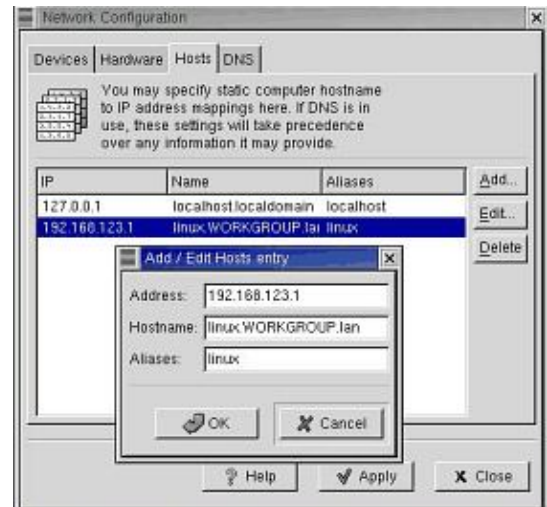 Network Configuration
Devices Hardware Hosts DNS
You may specify static computer hostname
to IP address mappings here. If DNS is in
use, these settings will take precedence
over any information it may provide.
IP Name Aliases
127.0.0.1 localhost.localdomain localhost
192.168.123.1 linux.WORKGROUP.lan linux
Add...
Edit...
Delete
Add / Edit Hosts entry
Address: 192.168.123.1
Hostname: linux.WORKGROUP.lan
Aliases: linux
OK Cancel
Help Apply Close